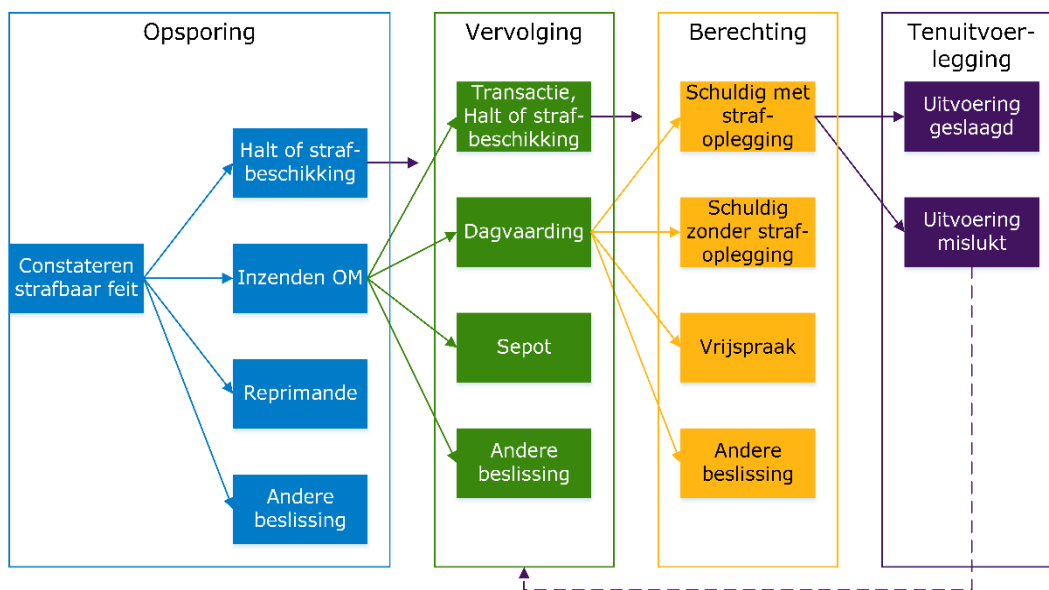 Opsporing
Constateren
strafbaar feit
Halt of straf-
beschikking
Inzenden OM
Reprimande
Andere
beslissing
Vervolging
Transactie,
Halt of straf-
beschikking
Dagvaarding
Sepot
Andere
beslissing
Berechting
Schuldig met
straf-
oplegging
Schuldig
zonder straf-
oplegging
Vrijspraak
Andere
beslissing
Tenuitvoer-
legging
Uitvoering
geslaagd
Uitvoering
mislukt